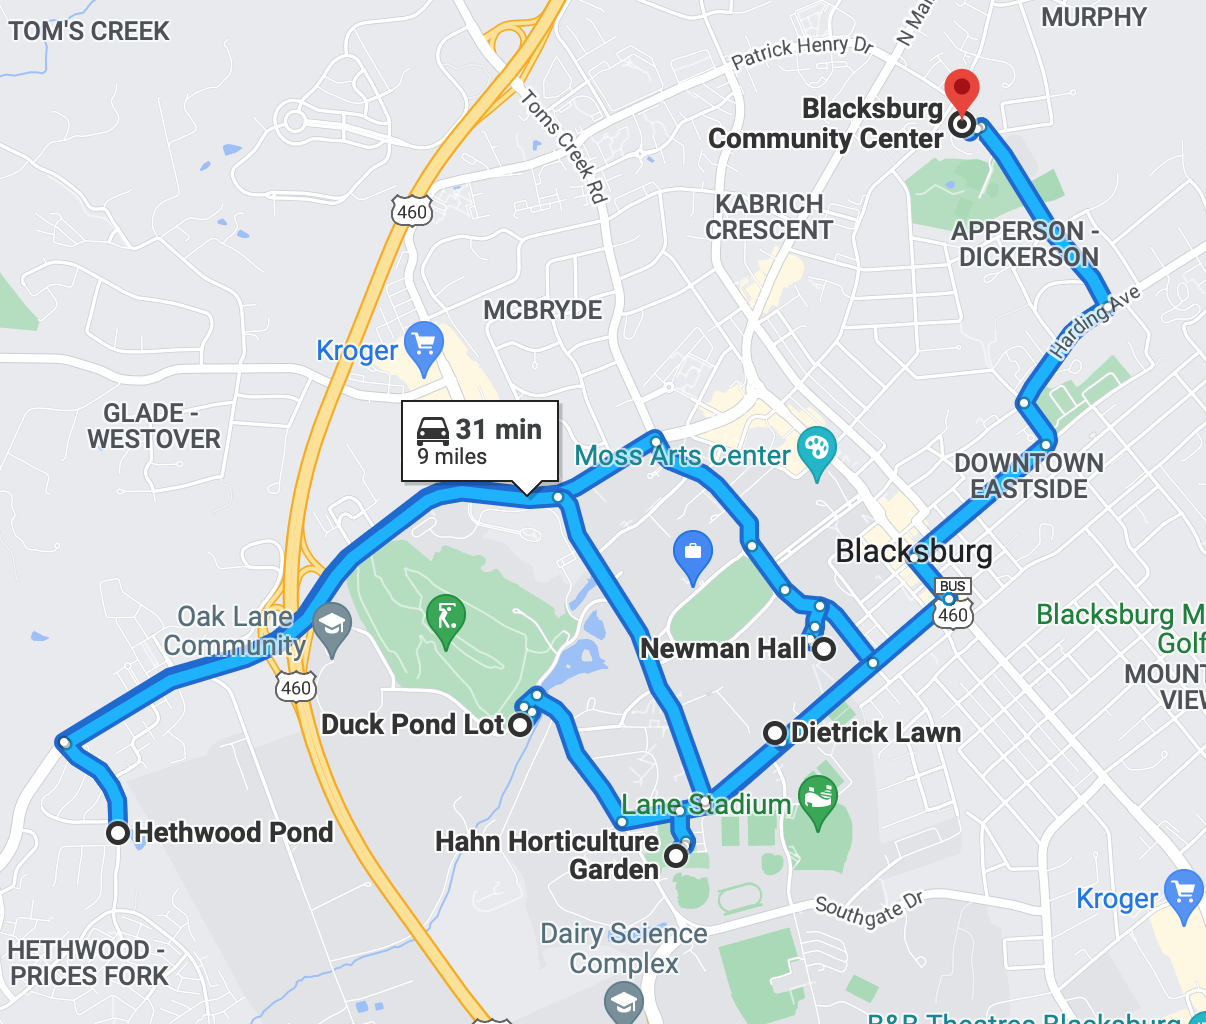 TOM'S CREEK
MURPHY
N Mai
Patrick Henry Dr
Toms Creek Rd
Blacksburg
Community Center
460
KABRICH
CRESCENT
APPERSON -
DICKERSON
MCBRYDE
Harding Ave
Kroger
GLADE -
WESTOVER
31 min
9 miles
Moss Arts Center
DOWNTOWN
EASTSIDE
Blacksburg
BUS
460
Oak Lane
Community
Blacksburg M
Golf
Newman Hall
MOUNT
VIEW
460
Duck Pond Lot
Dietrick Lawn
Lane Stadium
Hethwood Pond
Hahn Horticulture
Garden
Kroger
Southgate Dr
HETHWOOD -
PRICES FORK
Dairy Science
Complex
B&B Theatres Blacksburg